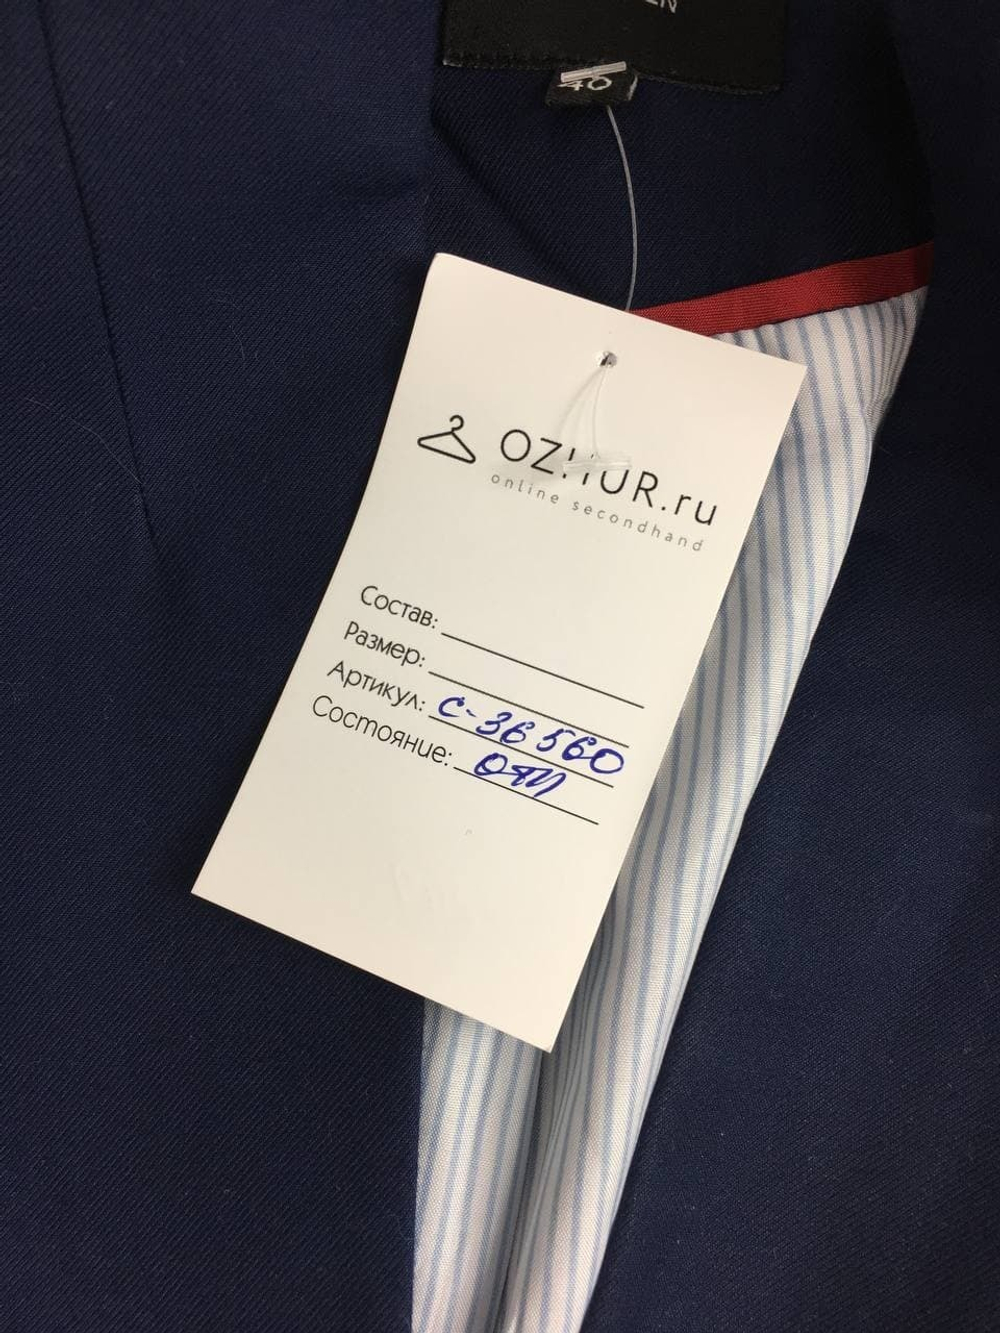 40
OZHUR.ru
online secondhand
Состав:
Размер:
Артикул: С-36560
Состояние: отл